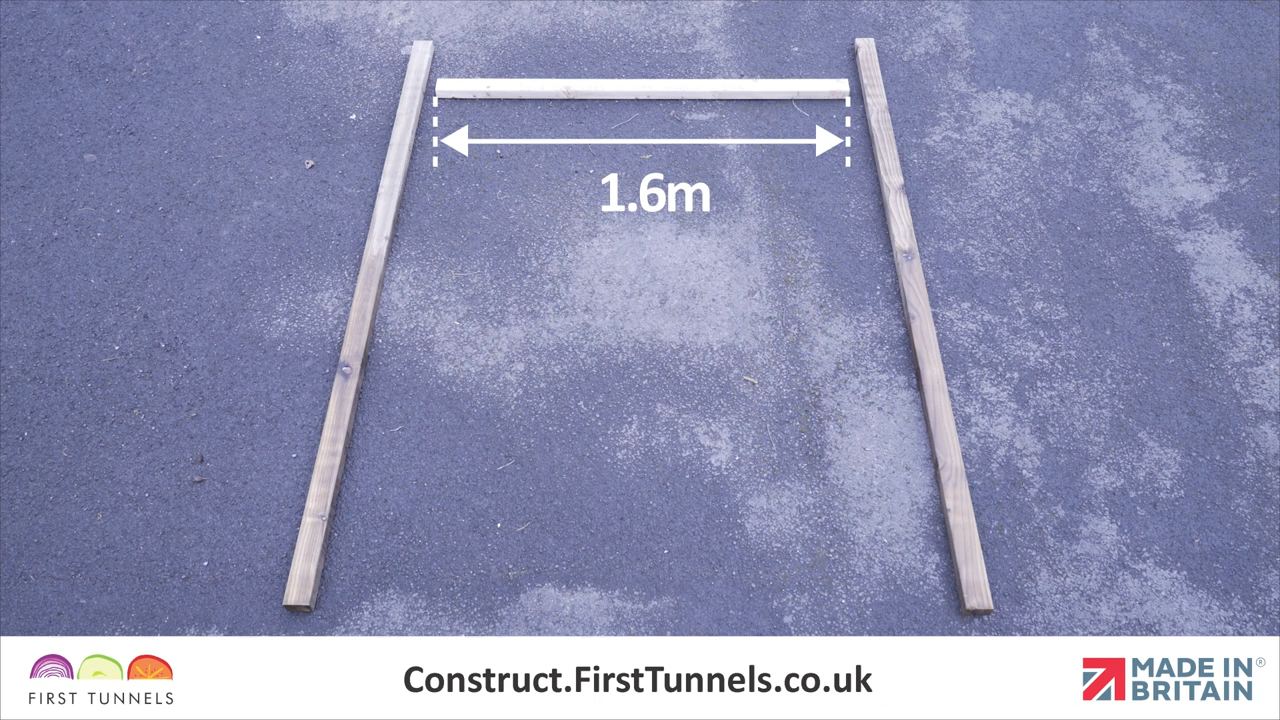 1.6m
FIRST TUNNELS
Construct.FirstTunnels.co.uk
MADE IN
BRITAIN®